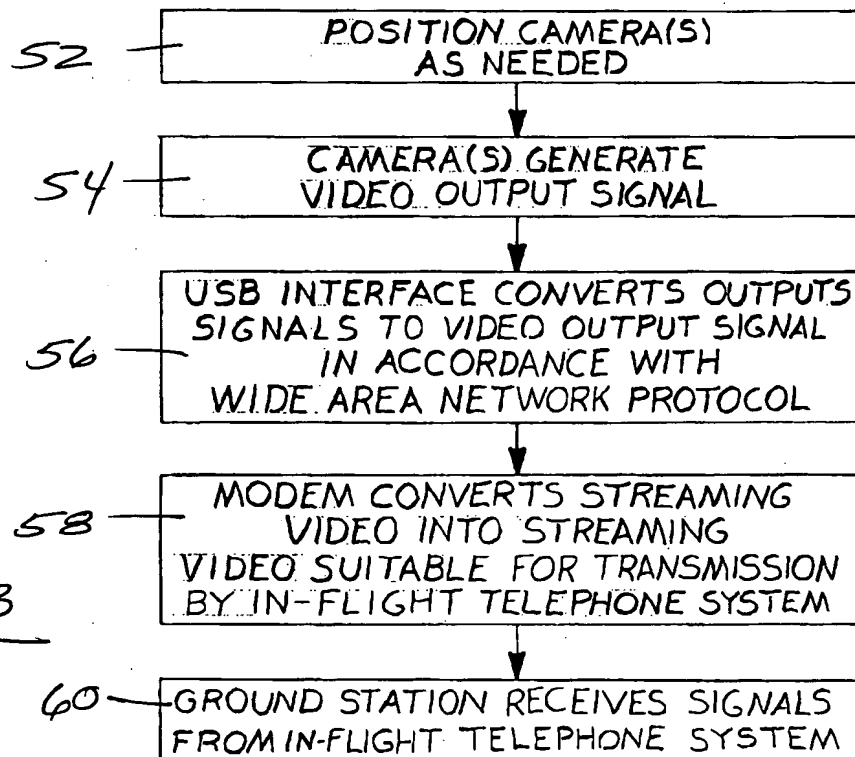 52
POSITION CAMERA(S)
AS NEEDED
54
CAMERA(S) GENERATE
VIDEO OUTPUT SIGNAL
56
USB INTERFACE CONVERTS OUTPUTS
SIGNALS TO VIDEO OUTPUT SIGNAL
IN ACCORDANCE WITH
WIDE AREA NETWORK PROTOCOL
58
MODEM CONVERTS STREAMING
VIDEO INTO STREAMING
VIDEO SUITABLE FOR TRANSMISSION
BY IN-FLIGHT TELEPHONE SYSTEM
3
60
GROUND STATION RECEIVES SIGNALS
FROM IN-FLIGHT TELEPHONE SYSTEM